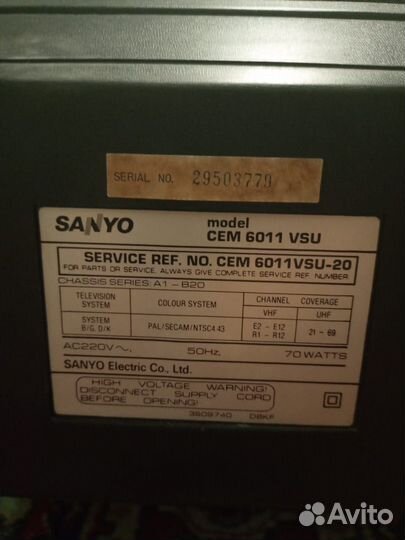 SERIAL NO. 29503779
SANYO model
CEM 6011 VSU
SERVICE REF. NO. CEM 6011VSU-20
FOR PARTS OR SERVICE, ALWAYS GIVE COMPLETE SERVICE REF. NUMBER.
CHASSIS SERIES: A1 - B20
TELEVISION SYSTEM COLOUR SYSTEM CHANNEL COVERAGE
VHF UHF
SYSTEM B/G, D/K PAL/SECAM/NTSC4.43 E2 - E12 R1 - R12 21 - 69
AC220V~, 50Hz, 70 WATTS
SANYO Electric Co., Ltd.
HIGH VOLTAGE WARNING!
DISCONNECT SUPPLY CORD
BEFORE OPENING!
3609740 DBKF
Avito